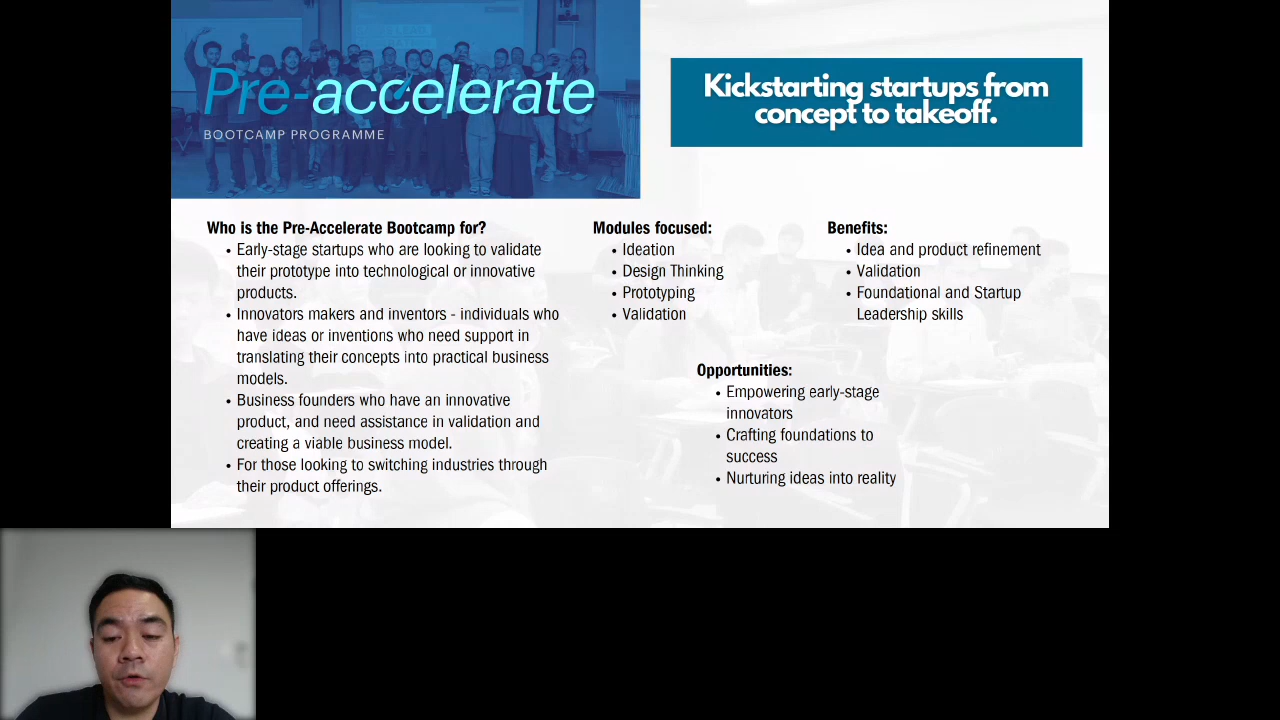 Pre-accelerate
BOOTCAMP PROGRAMME
Kickstarting startups from
concept to takeoff.
Who is the Pre-Accelerate Bootcamp for?
• Early-stage startups who are looking to validate
their prototype into technological or innovative
products.
• Innovators makers and inventors - individuals who
have ideas or inventions who need support in
translating their concepts into practical business
models.
• Business founders who have an innovative
product, and need assistance in validation and
creating a viable business model.
• For those looking to switching industries through
their product offerings.
Modules focused:
• Ideation
• Design Thinking
• Prototyping
• Validation
Benefits:
• Idea and product refinement
• Validation
• Foundational and Startup
Leadership skills
Opportunities:
• Empowering early-stage
innovators
• Crafting foundations to
success
• Nurturing ideas into reality